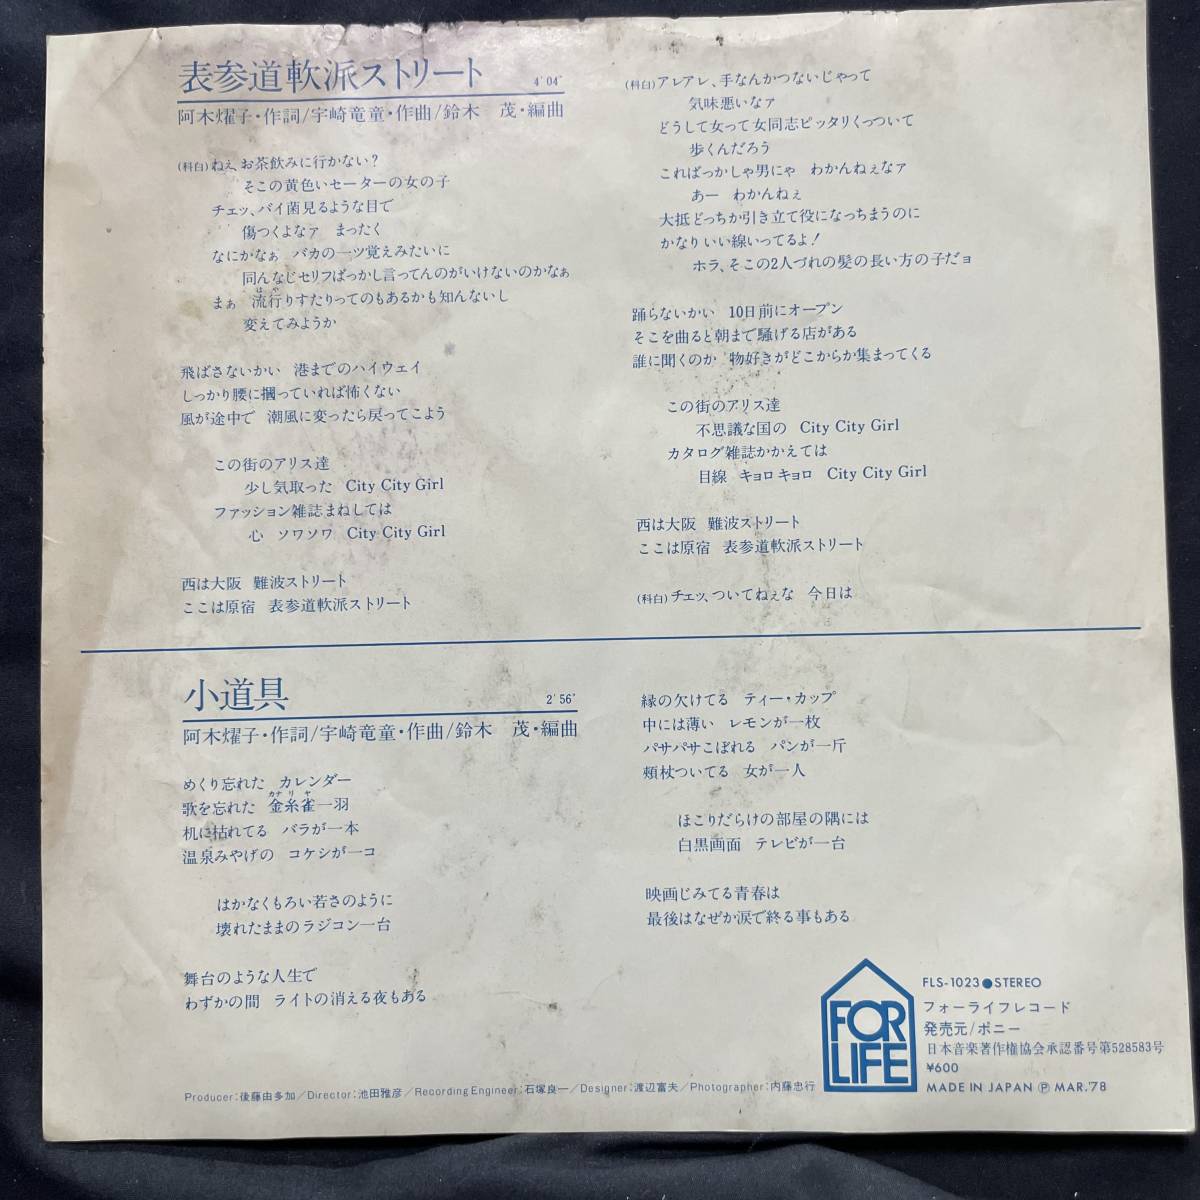 表参道軟派ストリート 4'04"
阿木燿子・作詞/宇崎竜童・作曲/鈴木 茂・編曲
(科白)ねぇ、お茶飲みに行かない?
そこの黄色いセーターの女の子
チェッ、バイ菌見るような目で
傷つくよなァ まったく
なにかなぁ バカの一ツ覚えみたいに
同んなじセリフばっかし言ってんのがいけないのかなぁ
まぁ 流行りすたりってのもあるかも知んないし
変えてみようか
飛ばさないかい 港までのハイウェイ
しっかり腰に摑っていれば怖くない
風が途中で 潮風に変ったら戻ってこよう
この街のアリス達
少し気取った City City Girl
ファッション雑誌まねしては
心 ソワソワ City City Girl
西は大阪 難波ストリート
ここは原宿 表参道軟派ストリート
(科白)アレアレ、手なんかつないじゃって
気味悪いなァ
どうして女って女同志ピッタリくっついて
歩くんだろう
こればっかしゃ男にゃ わかんねぇなァ
あー わかんねぇ
大抵どっちか引き立て役になっちまうのに
かなりいい線いってるよ!
ホラ、そこの2人づれの髪の長い方の子だョ
踊らないかい 10日前にオープン
そこを曲ると朝まで騒げる店がある
誰に聞くのか 物好きがどこからか集まってくる
この街のアリス達
不思議な国の City City Girl
カタログ雑誌かかえては
目線 キョロキョロ City City Girl
西は大阪 難波ストリート
ここは原宿 表参道軟派ストリート
(科白)チェッ、ついてねぇな 今日は
小道具 2'56"
阿木燿子・作詞/宇崎竜童・作曲/鈴木 茂・編曲
めくり忘れた カレンダー
カナリヤ
歌を忘れた 金糸雀一羽
机に枯れてる バラが一本
温泉みやげの コケシが一コ
はかなくもろい若さのように
壊れたままのラジコン一台
舞台のような人生で
わずかの間 ライトの消える夜もある
縁の欠けてる ティー・カップ
中には薄い レモンが一枚
パサパサこぼれる パンが一斤
頬杖ついてる 女が一人
ほこりだらけの部屋の隅には
白黒画面 テレビが一台
映画じみてる青春は
最後はなぜか涙で終る事もある
FOR LIFE
FLS-1023●STEREO
フォーライフレコード
発売元/ポニー
日本音楽著作権協会承認番号第528583号
¥600
MADE IN JAPAN Ⓟ MAR.'78
Producer:後藤由多加/Director:池田雅彦/Recording Engineer:石塚良一/Designer:渡辺富夫/Photographer:内藤忠行